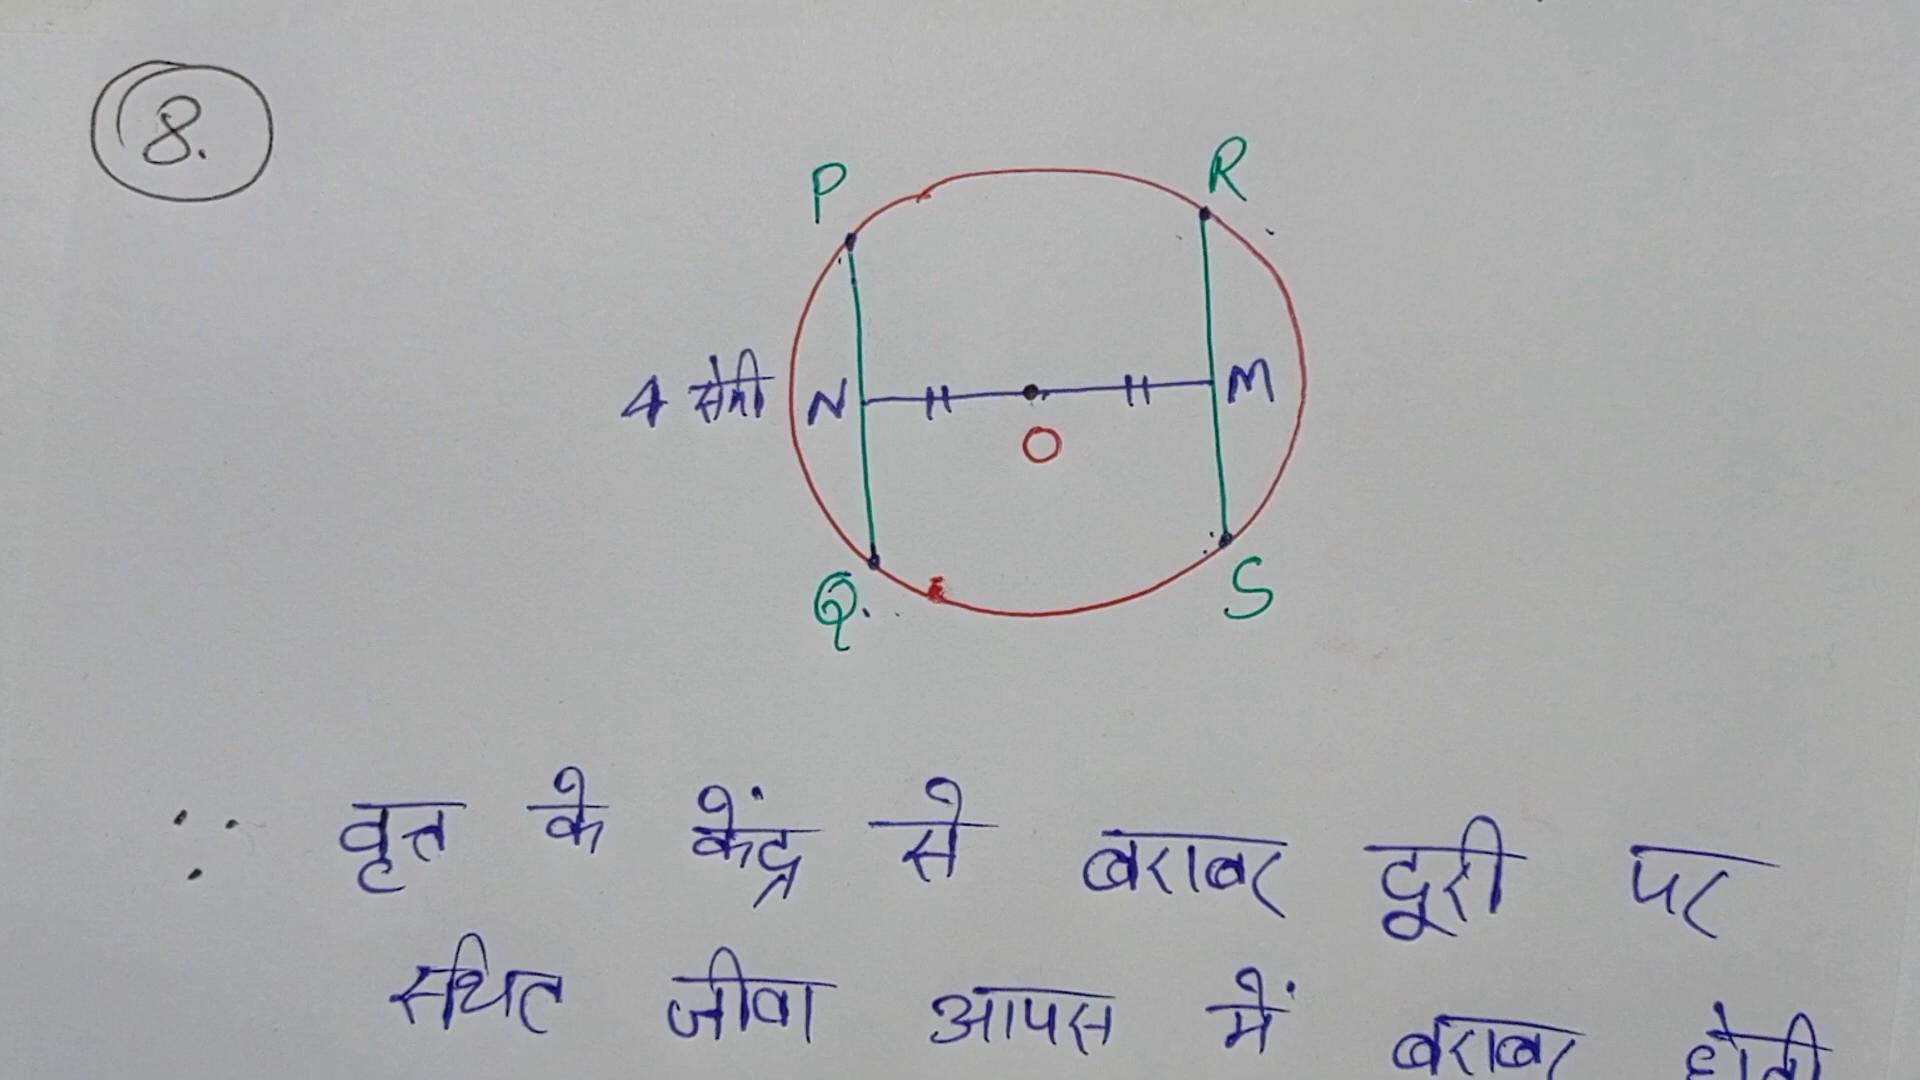 8.
P
R
4 सेमी N
M
O
Q.
S
∵ वृत्त के केंद्र से बराबर दूरी पर
स्थित जीवा आपस में बराबर होती